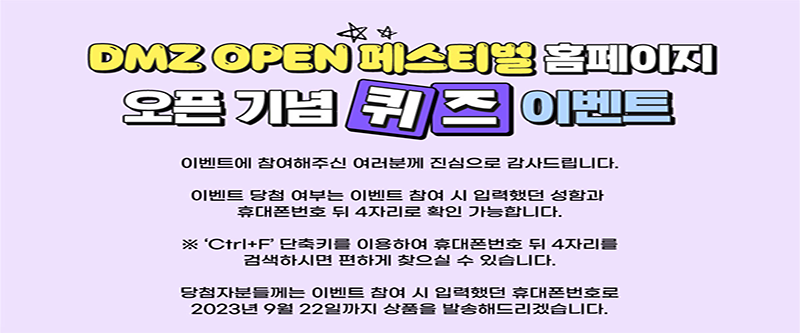 DMZ OPEN 페스티벌 홈페이지
오픈 기념 퀴즈 이벤트
이벤트에 참여해주신 여러분께 진심으로 감사드립니다.
이벤트 당첨 여부는 이벤트 참여 시 입력했던 성함과
휴대폰번호 뒤 4자리로 확인 가능합니다.
※ ‘Ctrl+F’ 단축키를 이용하여 휴대폰번호 뒤 4자리를
검색하시면 편하게 찾으실 수 있습니다.
당첨자분들께는 이벤트 참여 시 입력했던 휴대폰번호로
2023년 9월 22일까지 상품을 발송해드리겠습니다.